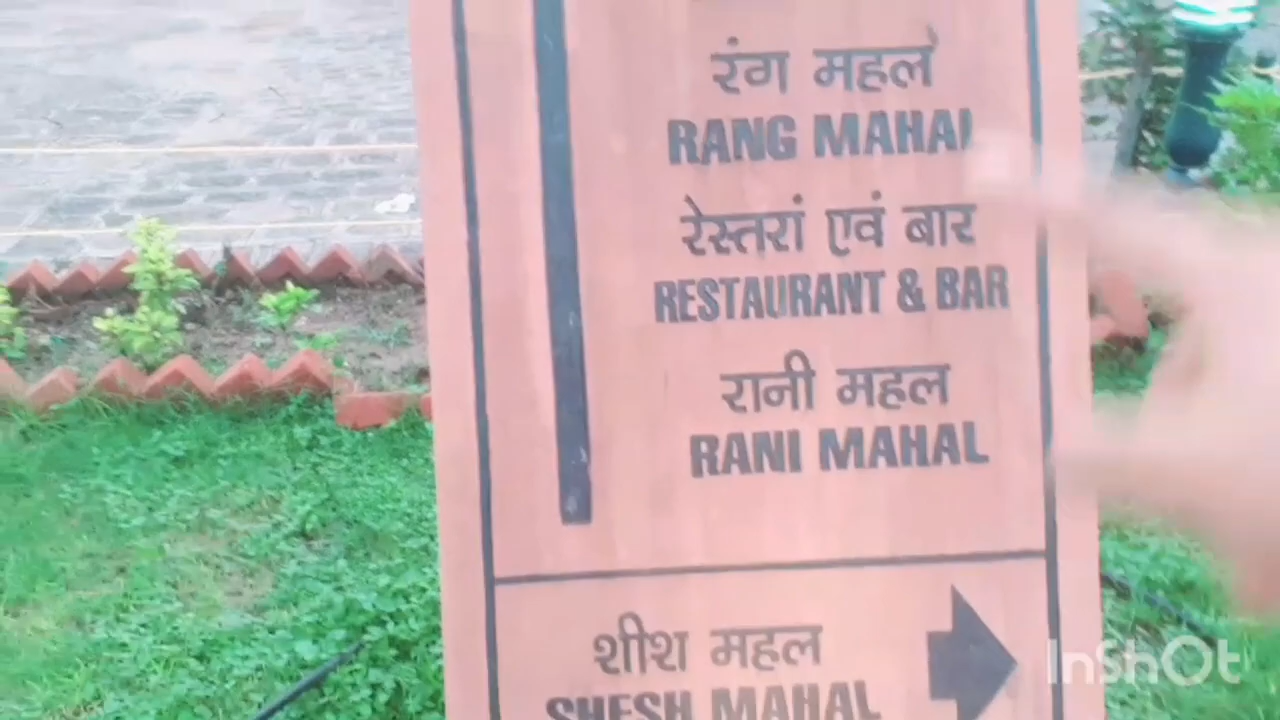 रंग महल
RANG MAHAL
रेस्तरां एवं बार
RESTAURANT & BAR
रानी महल
RANI MAHAL
शीश महल
SHESH MAHAL
InShOt